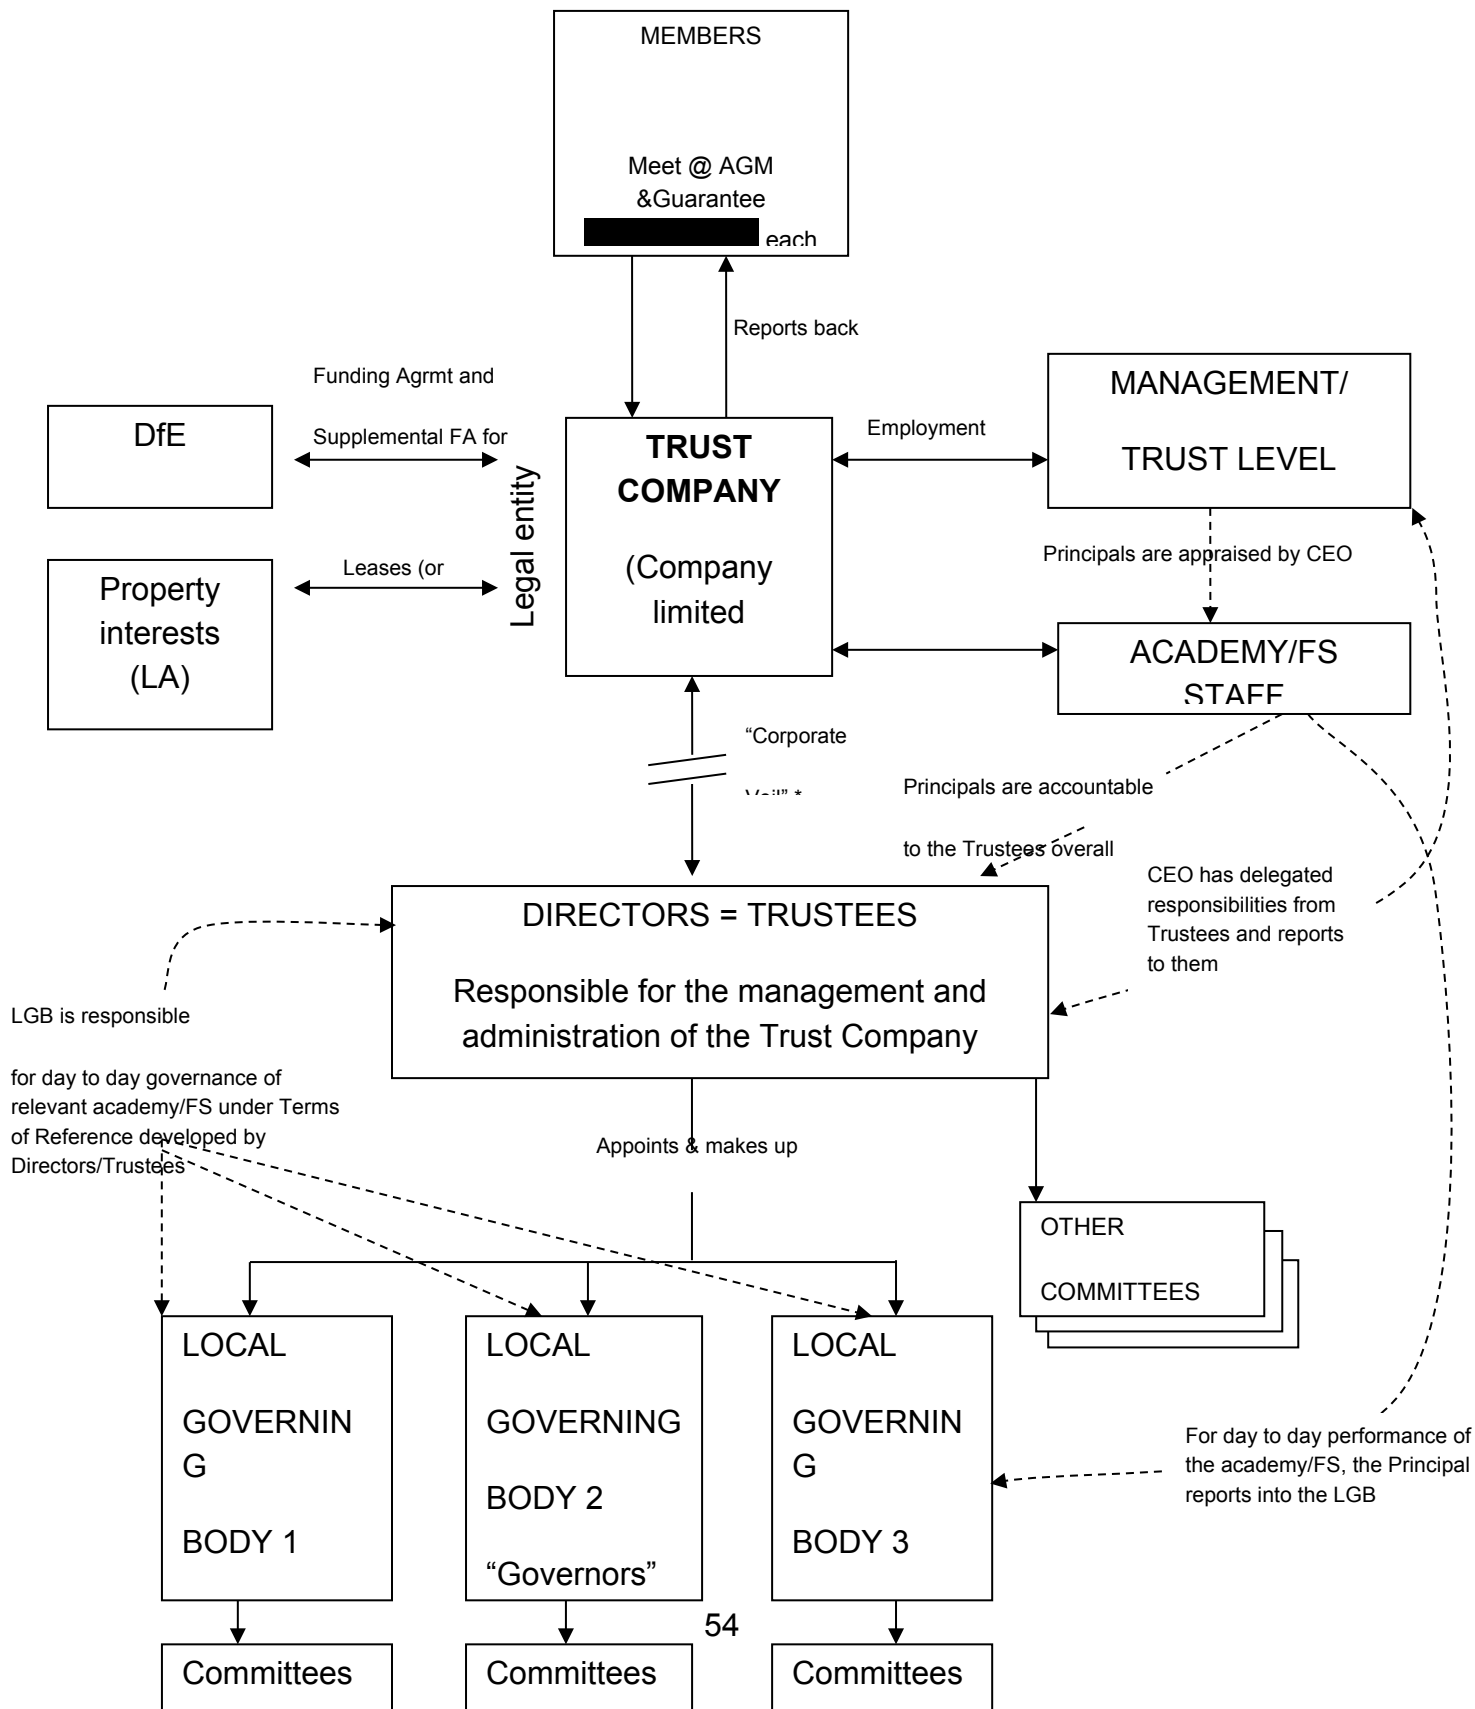 MEMBERS
Meet @ AGM
&Guarantee
each
Reports back
Funding Agrmt and
Supplemental FA for
DfE
Legal entity
TRUST
COMPANY
(Company
limited
Employment
MANAGEMENT/
TRUST LEVEL
Property
interests
(LA)
Leases (or
Principals are appraised by CEO
ACADEMY/FS
STAFF
“Corporate
Veil” *
Principals are accountable
to the Trustees overall
CEO has delegated
responsibilities from
Trustees and reports
to them
DIRECTORS = TRUSTEES
Responsible for the management and
administration of the Trust Company
LGB is responsible
for day to day governance of
relevant academy/FS under Terms
of Reference developed by
Directors/Trustees
Appoints & makes up
OTHER
COMMITTEES
LOCAL
GOVERNIN
G
BODY 1
LOCAL
GOVERNING
BODY 2
“Governors”
LOCAL
GOVERNIN
G
BODY 3
For day to day performance of
the academy/FS, the Principal
reports into the LGB
54
Committees
Committees
Committees